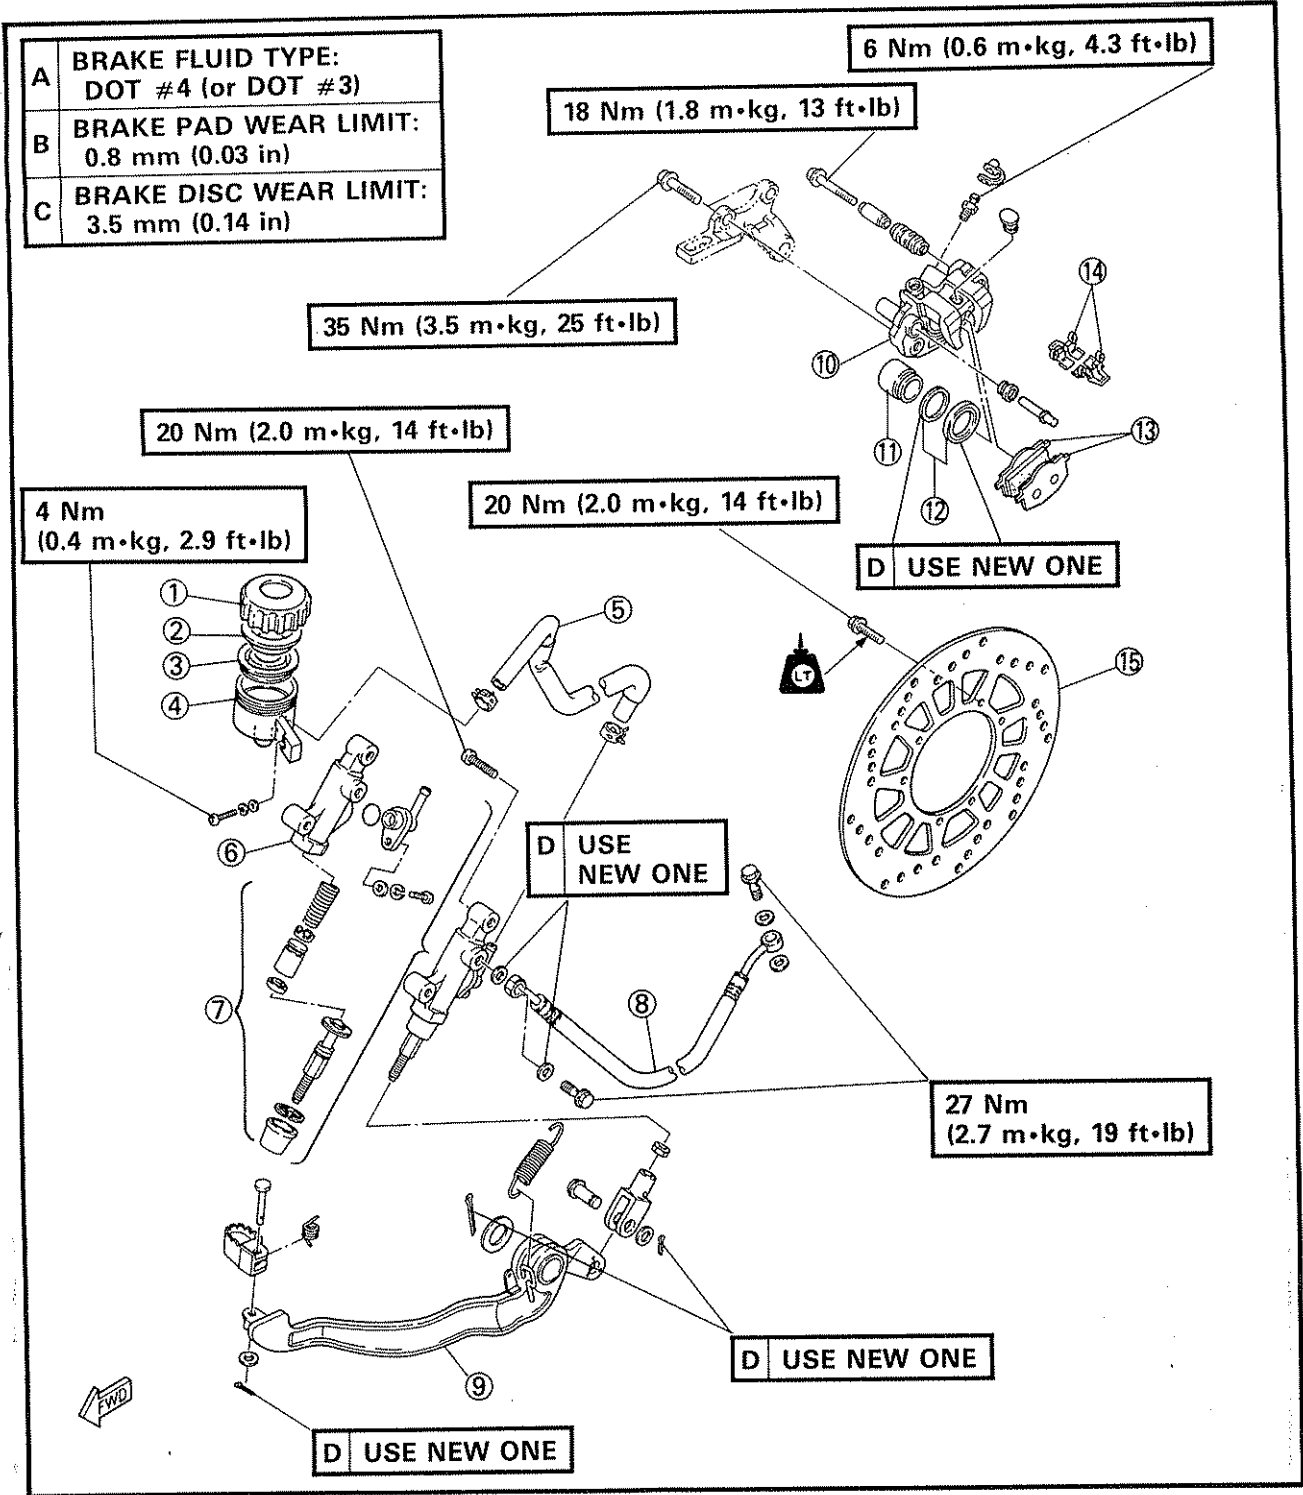 A BRAKE FLUID TYPE:
DOT #4 (or DOT #3)
B BRAKE PAD WEAR LIMIT:
0.8 mm (0.03 in)
C BRAKE DISC WEAR LIMIT:
3.5 mm (0.14 in)
6 Nm (0.6 m•kg, 4.3 ft•lb)
18 Nm (1.8 m•kg, 13 ft•lb)
35 Nm (3.5 m•kg, 25 ft•lb)
⑭
⑩
⑪
⑫
⑬
20 Nm (2.0 m•kg, 14 ft•lb)
20 Nm (2.0 m•kg, 14 ft•lb)
4 Nm
(0.4 m•kg, 2.9 ft•lb)
D USE NEW ONE
①
②
③
④
⑤
LT
⑮
⑥
D USE
NEW ONE
⑦
⑧
27 Nm
(2.7 m•kg, 19 ft•lb)
D USE NEW ONE
⑨
FWD
D USE NEW ONE